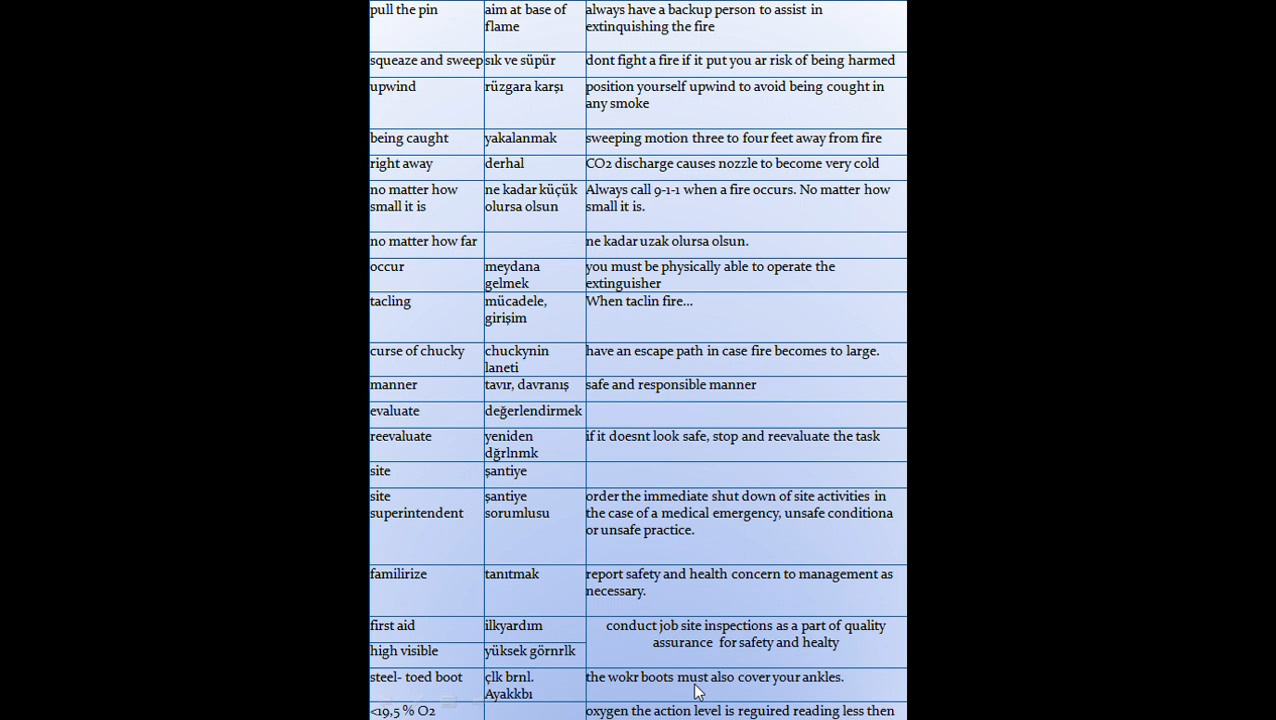 pull the pin
aim at base of
flame
always have a backup person to assist in
extinquishing the fire
squeaze and sweep
sık ve süpür
dont fight a fire if it put you ar risk of being harmed
upwind
rüzgara karşı
position yourself upwind to avoid being cought in
any smoke
being caught
yakalanmak
sweeping motion three to four feet away from fire
right away
derhal
CO2 discharge causes nozzle to become very cold
no matter how
small it is
ne kadar küçük
olursa olsun
Always call 9-1-1 when a fire occurs. No matter how
small it is.
no matter how far
ne kadar uzak olursa olsun.
occur
meydana
gelmek
you must be physically able to operate the
extinguisher
tacling
mücadele,
girişim
When taclin fire...
curse of chucky
chuckynin
laneti
have an escape path in case fire becomes to large.
manner
tavır, davranış
safe and responsible manner
evaluate
değerlendirmek
reevaluate
yeniden
dğrlnmk
if it doesnt look safe, stop and reevaluate the task
site
şantiye
site
superintendent
şantiye
sorumlusu
order the immediate shut down of site activities in
the case of a medical emergency, unsafe conditiona
or unsafe practice.
familirize
tanıtmak
report safety and health concern to management as
necessary.
first aid
ilkyardım
conduct job site inspections as a part of quality
assurance for safety and healty
high visible
yüksek görnrlk
steel- toed boot
çlk brnl.
Ayakkbı
the wokr boots must also cover your ankles.
<19,5 % O2
oxygen the action level is reguired reading less then